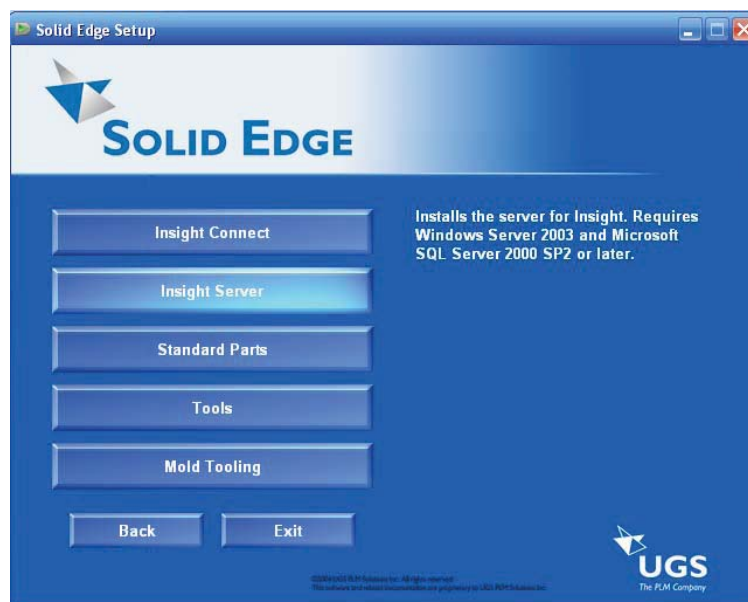 Solid Edge Setup
SOLID EDGE
Insight Connect
Installs the server for Insight. Requires
Windows Server 2003 and Microsoft
SQL Server 2000 SP2 or later.
Insight Server
Standard Parts
Tools
Mold Tooling
Back
Exit
UGS
The PLM Company